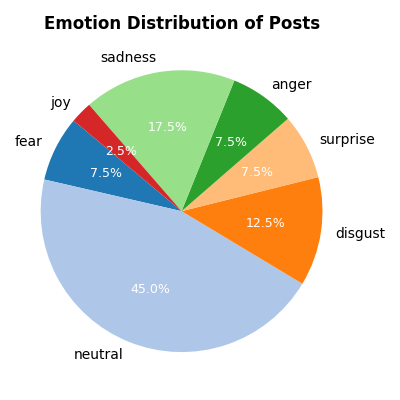 Emotion Distribution of Posts
sadness
17.5%
anger
7.5%
joy
2.5%
fear
7.5%
surprise
7.5%
disgust
12.5%
neutral
45.0%